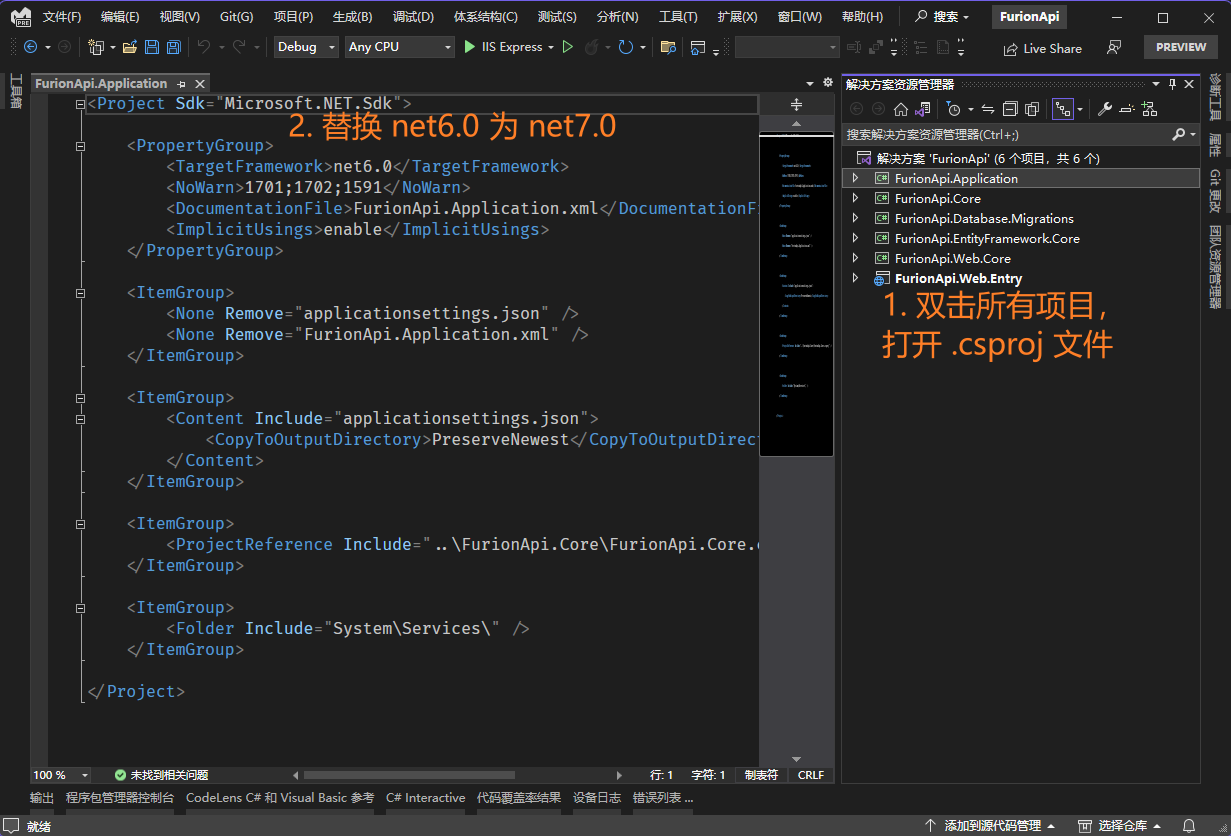 文件(F) 编辑(E) 视图(V) Git(G) 项目(P) 生成(B) 调试(D) 体系结构(C) 测试(S) 分析(N) 工具(T) 扩展(X) 窗口(W) 帮助(H) 搜索 FurionApi
Debug Any CPU IIS Express Live Share PREVIEW
工具箱
FurionApi.Application
<Project Sdk="Microsoft.NET.Sdk">
2. 替换 net6.0 为 net7.0
<PropertyGroup>
<TargetFramework>net6.0</TargetFramework>
<NoWarn>1701;1702;1591</NoWarn>
<DocumentationFile>FurionApi.Application.xml</DocumentationFi
<ImplicitUsings>enable</ImplicitUsings>
</PropertyGroup>
<ItemGroup>
<None Remove="applicationsettings.json" />
<None Remove="FurionApi.Application.xml" />
</ItemGroup>
<ItemGroup>
<Content Include="applicationsettings.json">
<CopyToOutputDirectory>PreserveNewest</CopyToOutputDirect
</Content>
</ItemGroup>
<ItemGroup>
<ProjectReference Include="..\FurionApi.Core\FurionApi.Core.c
</ItemGroup>
<ItemGroup>
<Folder Include="System\Services\" />
</ItemGroup>
</Project>
100 % 未找到相关问题 行: 1 字符: 1 制表符 CRLF
解决方案资源管理器
搜索解决方案资源管理器(Ctrl+;)
解决方案 'FurionApi' (6 个项目，共 6 个)
C# FurionApi.Application
C# FurionApi.Core
C# FurionApi.Database.Migrations
C# FurionApi.EntityFramework.Core
C# FurionApi.Web.Core
FurionApi.Web.Entry
1. 双击所有项目，
打开 .csproj 文件
诊断工具
属性
Git 更改
团队资源管理器
输出 程序包管理器控制台 CodeLens C# 和 Visual Basic 参考 C# Interactive 代码覆盖率结果 设备日志 错误列表 ...
就绪 添加到源代码管理 选择仓库